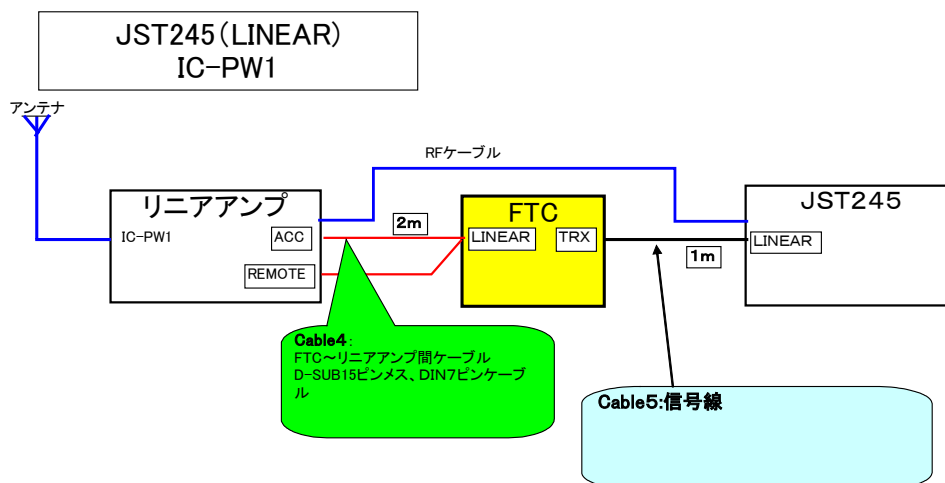 JST245(LINEAR)
IC-PW1
アンテナ
RFケーブル
リニアアンプ
IC-PW1
ACC
REMOTE
2m
FTC
LINEAR
TRX
1m
JST245
LINEAR
Cable4:
FTC～リニアアンプ間ケーブル
D-SUB15ピンメス、DIN7ピンケーブ
ル
Cable5:信号線